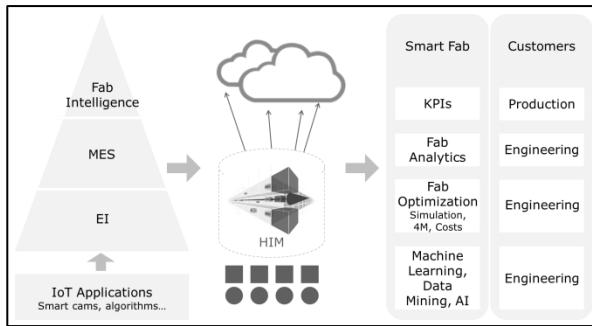 Fab
Intelligence
MES
EI
IoT Applications
Smart cams, algorithms...
HIM
Smart Fab
Customers
KPIs
Production
Fab
Analytics
Engineering
Fab
Optimization
Simulation,
4M, Costs
Engineering
Machine
Learning,
Data
Mining, AI
Engineering